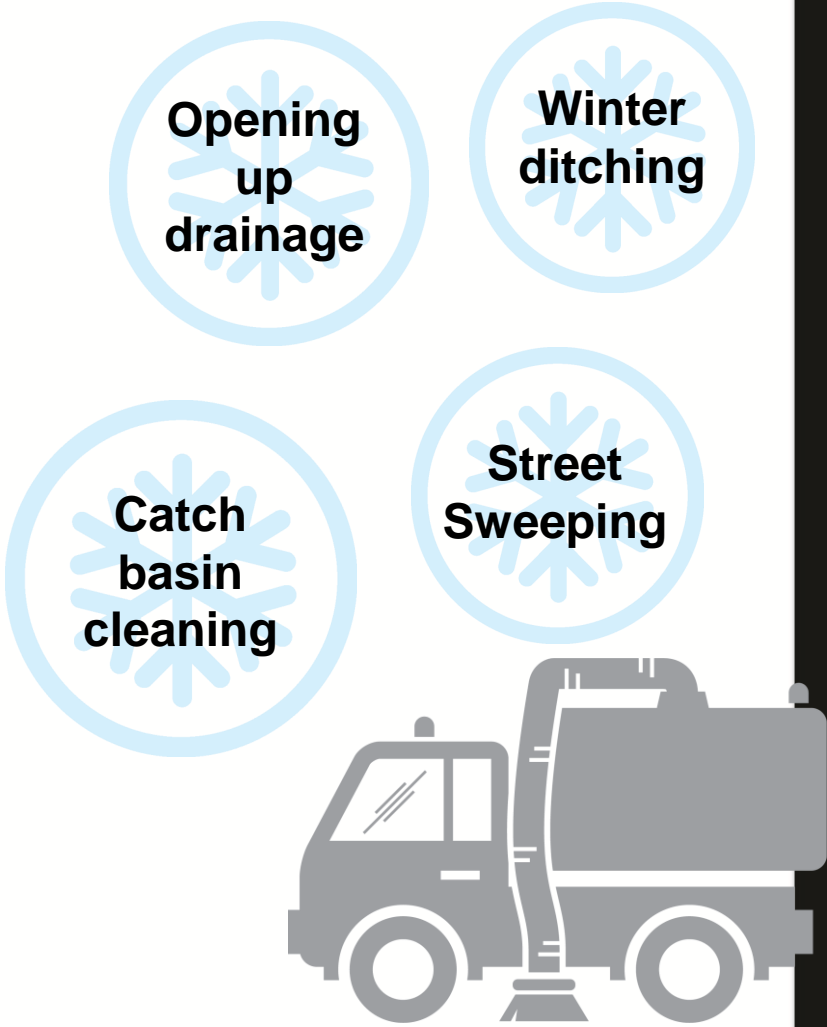 Opening
up
drainage
Winter
ditching
Catch
basin
cleaning
Street
Sweeping